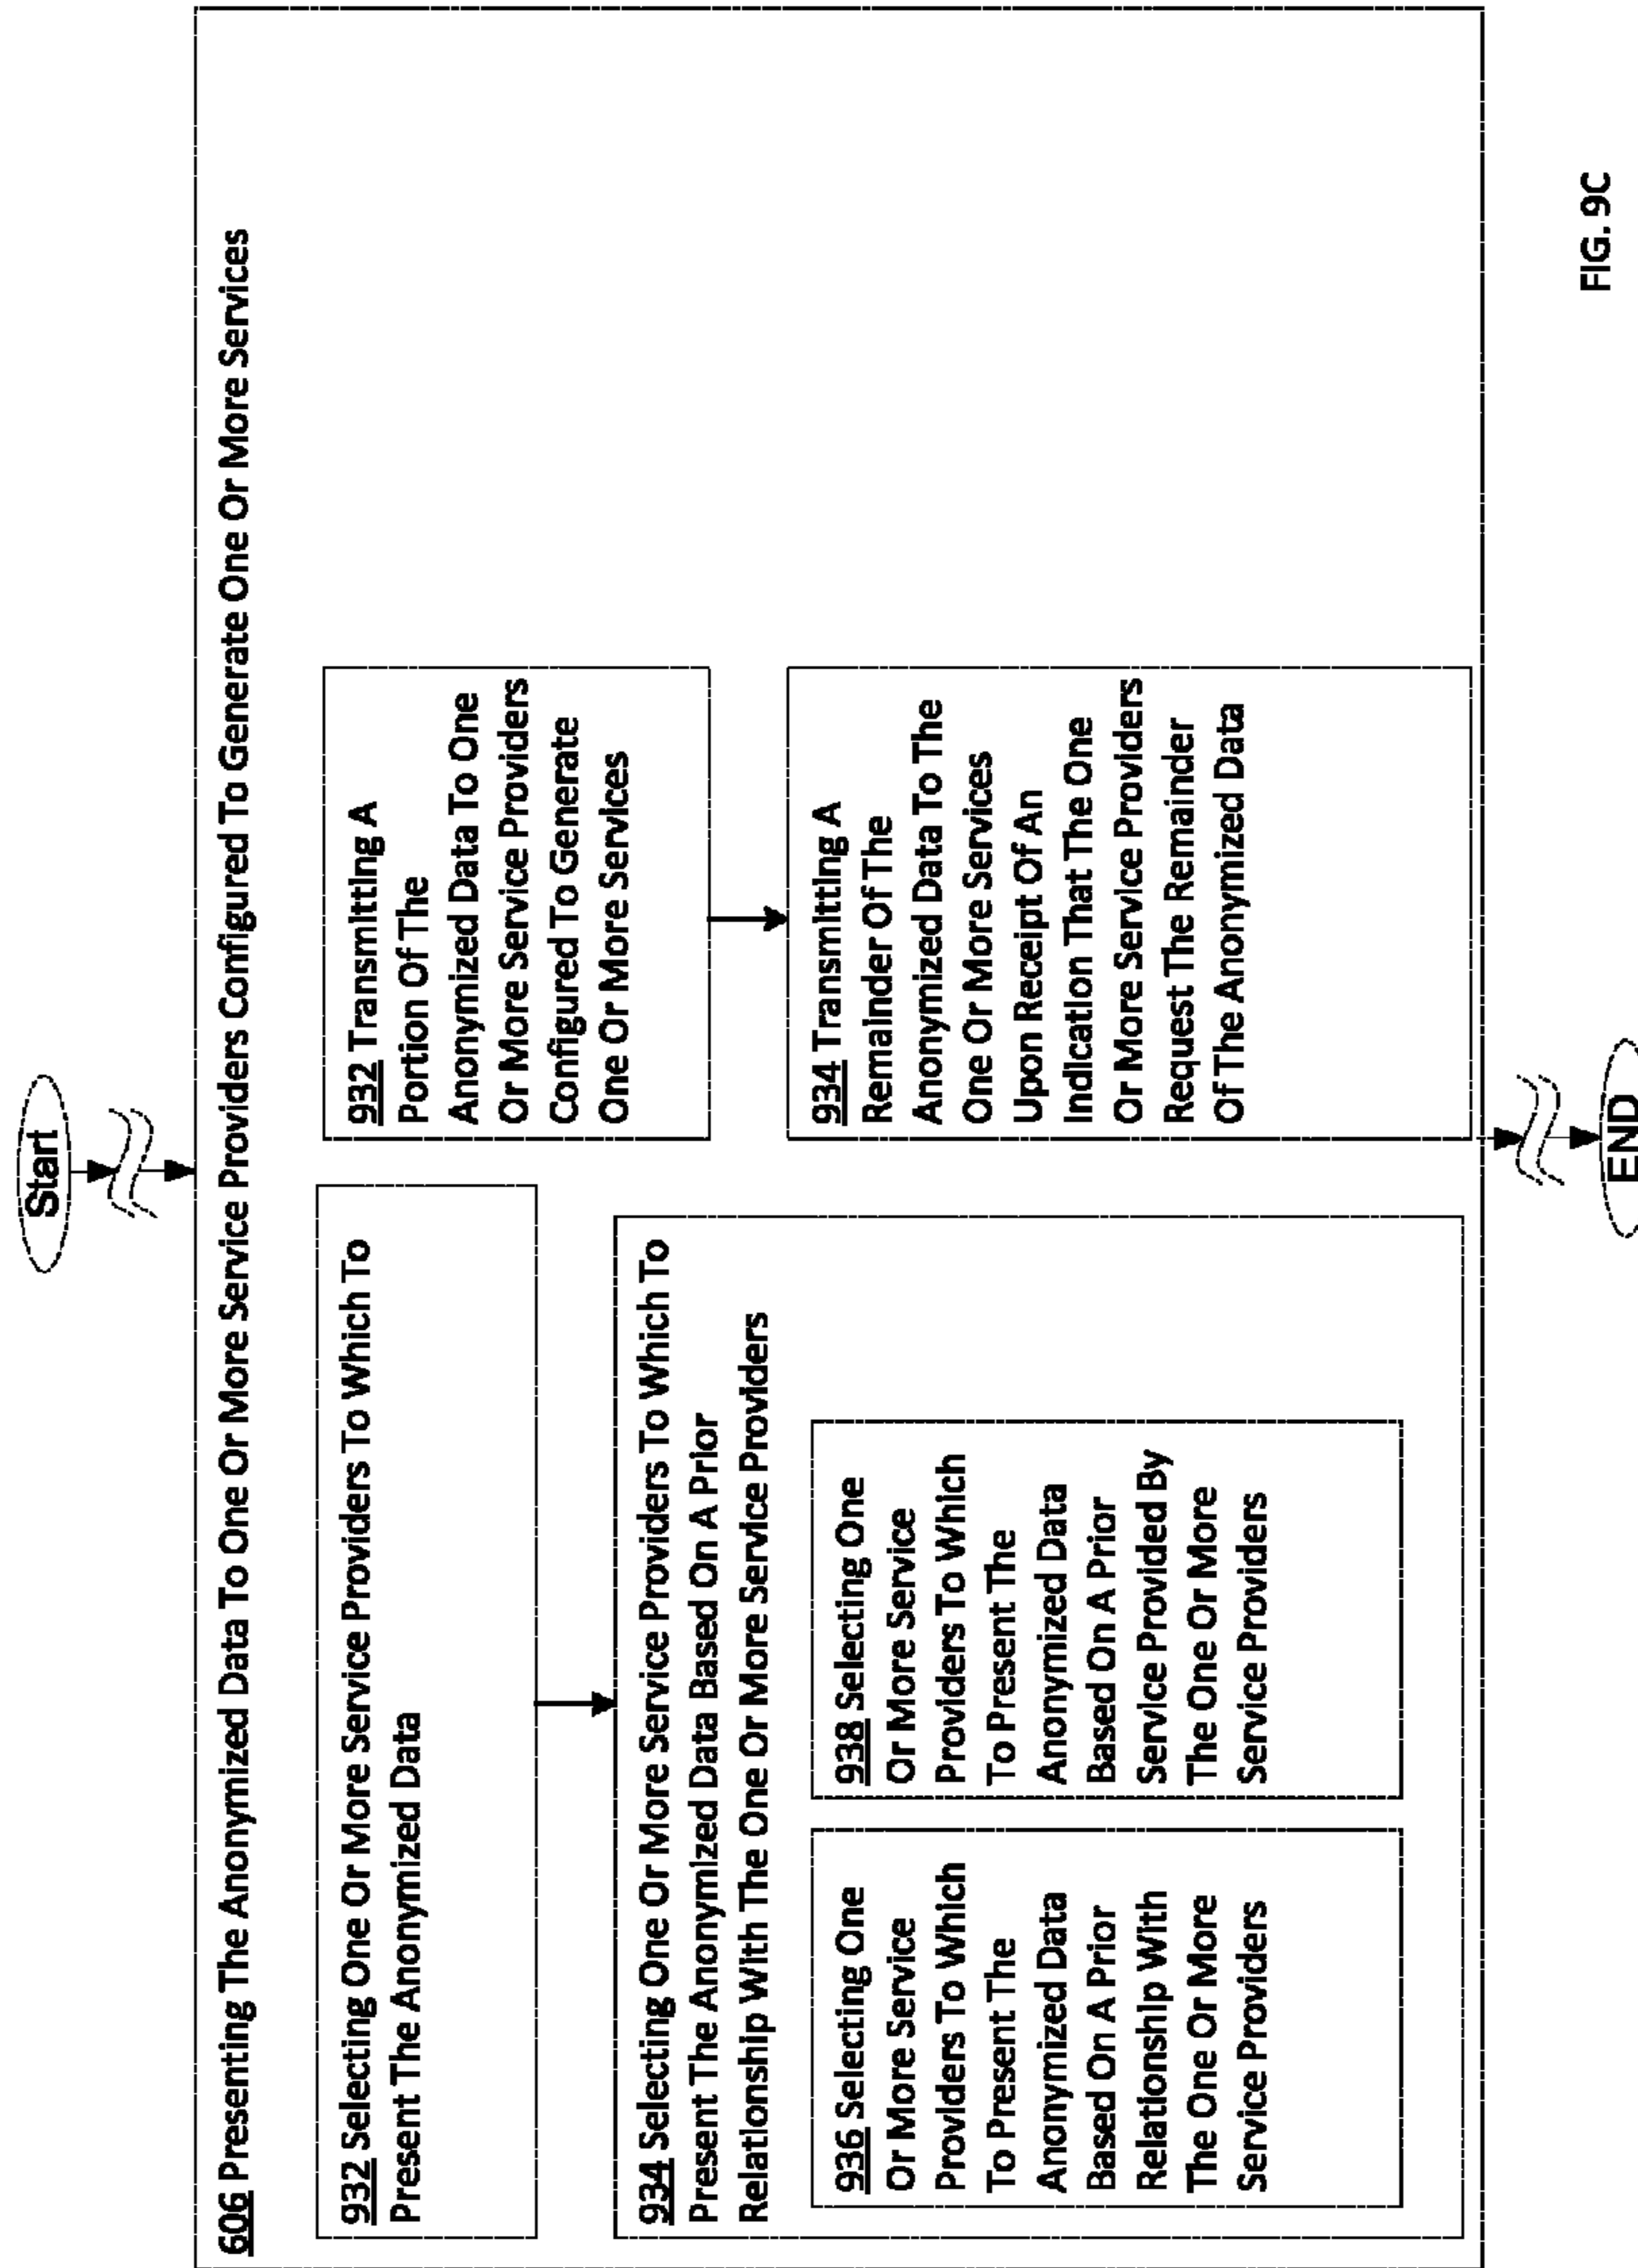 Start
606 Presenting The Anonymized Data To One Or More Service Providers Configured To Generate One Or More Services
932 Selecting One Or More Service Providers To Which To
Present The Anonymized Data
934 Selecting One Or More Service Providers To Which To
Present The Anonymized Data Based On A Prior
Relationship With The One Or More Service Providers
936 Selecting One
Or More Service
Providers To Which
To Present The
Anonymized Data
Based On A Prior
Relationship With
The One Or More
Service Providers
938 Selecting One
Or More Service
Providers To Which
To Present The
Anonymized Data
Based On A Prior
Service Provided By
The One Or More
Service Providers
932 Transmitting A
Portion Of The
Anonymized Data To One
Or More Service Providers
Configured To Generate
One Or More Services
934 Transmitting A
Remainder Of The
Anonymized Data To The
One Or More Services
Upon Receipt Of An
Indication That The One
Or More Service Providers
Request The Remainder
Of The Anonymized Data
END
FIG. 9C